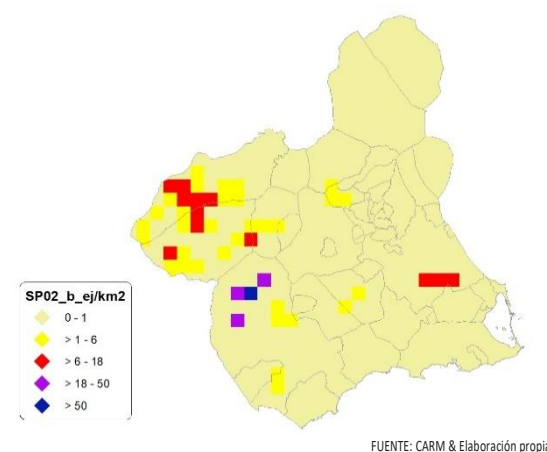 SP02_b_ej/km2
0 - 1
> 1 - 6
> 6 - 18
> 18 - 50
> 50
FUENTE: CARM & Elaboración propia